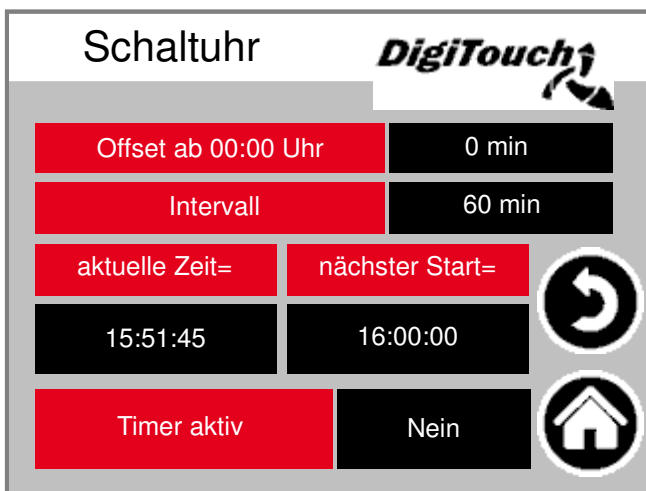 Schaltuhr
DigiTouch
Offset ab 00:00 Uhr
0 min
Intervall
60 min
aktuelle Zeit=
nächster Start=
15:51:45
16:00:00
Timer aktiv
Nein